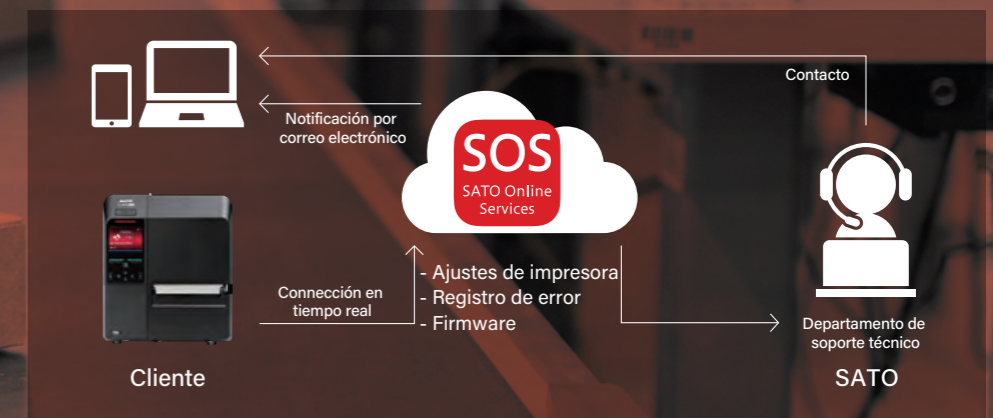 Contacto
Notificación por
correo electrónico
SOS
SATO Online
Services
- Ajustes de impresora
- Registro de error
- Firmware
Connección en
tiempo real
Departamento de
soporte técnico
Cliente
SATO